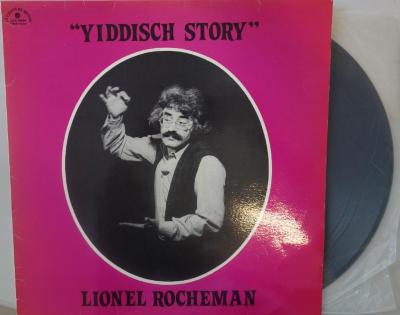 "YIDDISCH STORY"
LIONEL ROCHEMAN